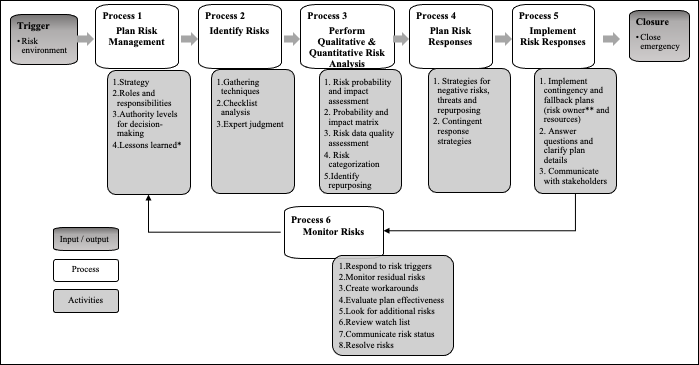 Trigger
• Risk
environment
Process 1
Plan Risk
Management
Process 2
Identify Risks
Process 3
Perform
Qualitative &
Quantitative Risk
Analysis
Process 4
Plan Risk
Responses
Process 5
Implement
Risk Responses
Closure
• Close
emergency
1.Strategy
2.Roles and
responsibilities
3.Authority levels
for decision-
making
4.Lessons learned*
1.Gathering
techniques
2.Checklist
analysis
3.Expert judgment
1. Risk probability
and impact
assessment
2. Probability and
impact matrix
3. Risk data quality
assessment
4. Risk
categorization
5.Identify
repurposing
1. Strategies for
negative risks,
threats and
repurposing
2. Contingent
response
strategies
1. Implement
contingency and
fallback plans
(risk owner** and
resources)
2. Answer
questions and
clarify plan
details
3. Communicate
with stakeholders
Process 6
Monitor Risks
1.Respond to risk triggers
2.Monitor residual risks
3.Create workarounds
4.Evaluate plan effectiveness
5.Look for additional risks
6.Review watch list
7.Communicate risk status
8.Resolve risks
Input / output
Process
Activities